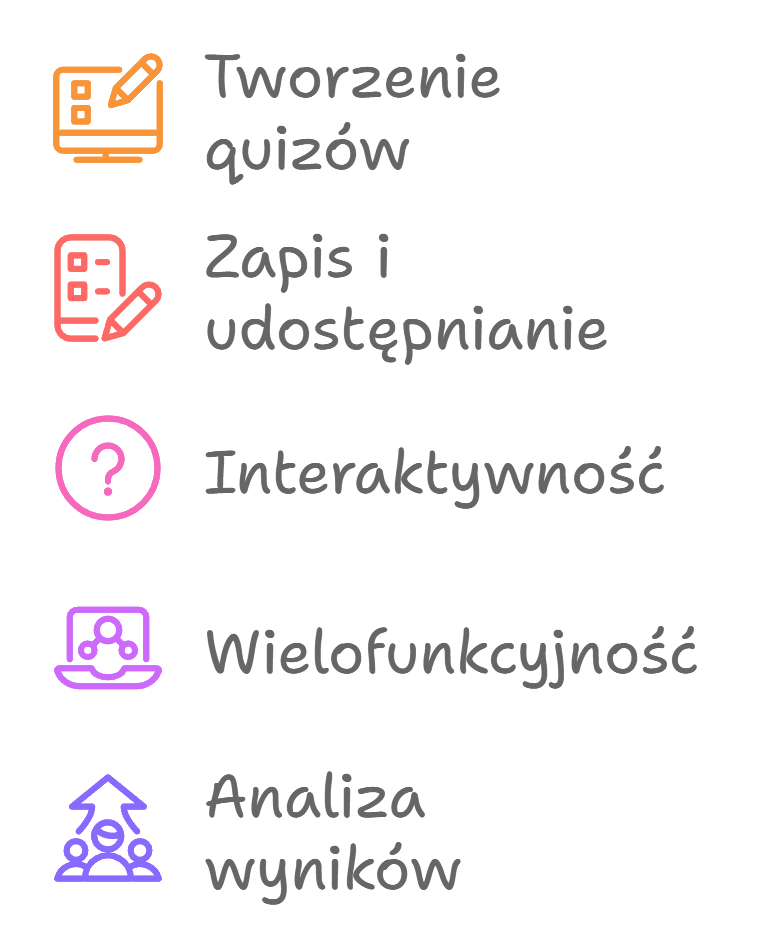 Tworzenie
quizów
Zapis i
udostępnianie
Interaktywność
Wielofunkcyjność
Analiza
wyników